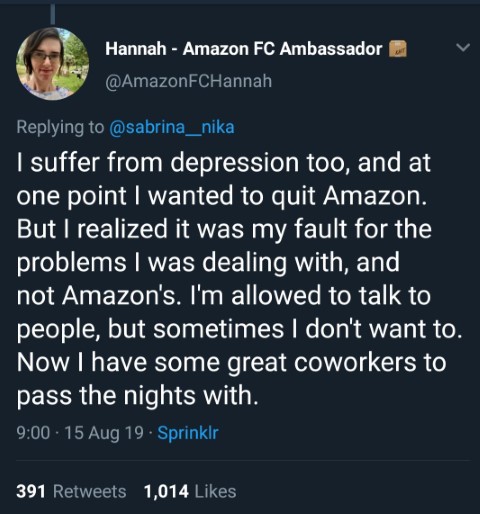 Hannah - Amazon FC Ambassador
@AmazonFCHannah
Replying to @sabrina__nika
I suffer from depression too, and at
one point I wanted to quit Amazon.
But I realized it was my fault for the
problems I was dealing with, and
not Amazon's. I'm allowed to talk to
people, but sometimes I don't want to.
Now I have some great coworkers to
pass the nights with.
9:00 · 15 Aug 19 · Sprinklr
391 Retweets 1,014 Likes